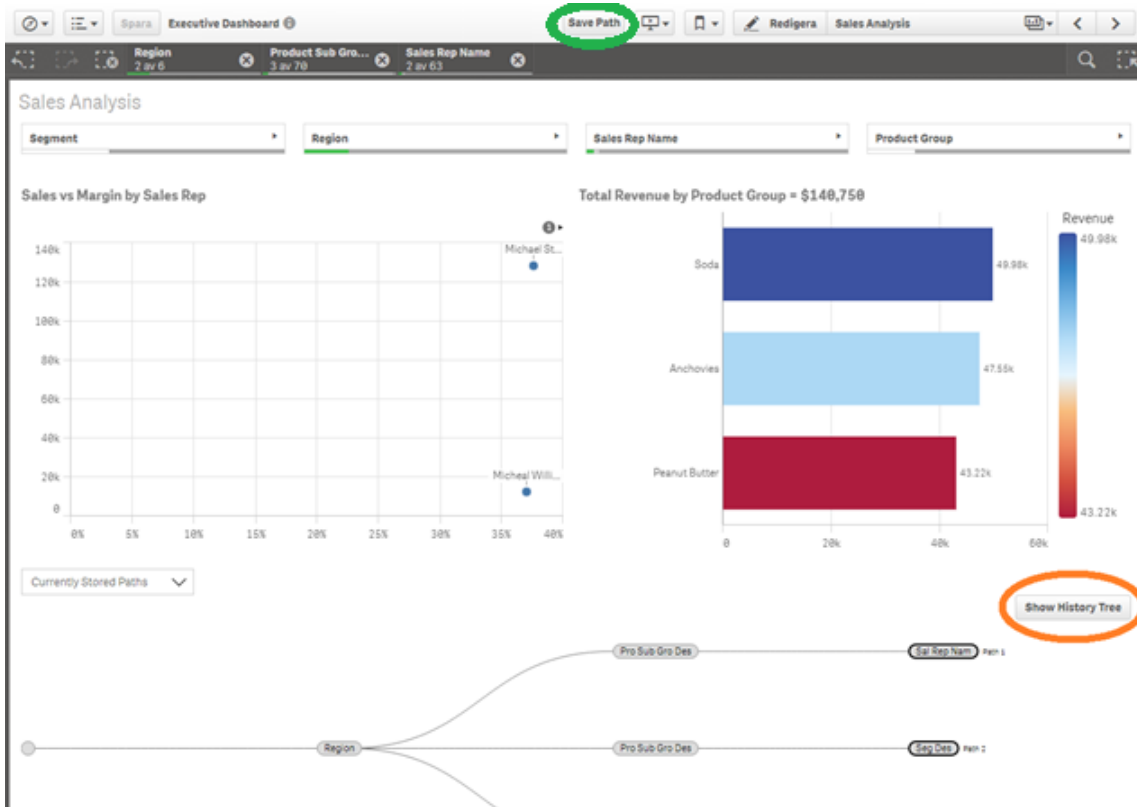 Spara
Executive Dashboard
Save Path
Redigera
Sales Analysis
Region
2 av 6
Product Sub Gro...
3 av 70
Sales Rep Name
2 av 63
Sales Analysis
Segment
Region
Sales Rep Name
Product Group
Sales vs Margin by Sales Rep
Total Revenue by Product Group = $140,750
Michael St...
140k
120k
100k
80k
60k
40k
20k
0
Micheal Willi...
0% 5% 10% 15% 20% 25% 30% 35% 40%
Revenue
49.98k
43.22k
Soda
49.98k
Anchovies
47.55k
Peanut Butter
43.22k
0 20k 40k 60k
Currently Stored Paths
Show History Tree
Pro Sub Gro Des
Sal Rep Nam
Path 1
Region
Pro Sub Gro Des
Seg Des
Path 2